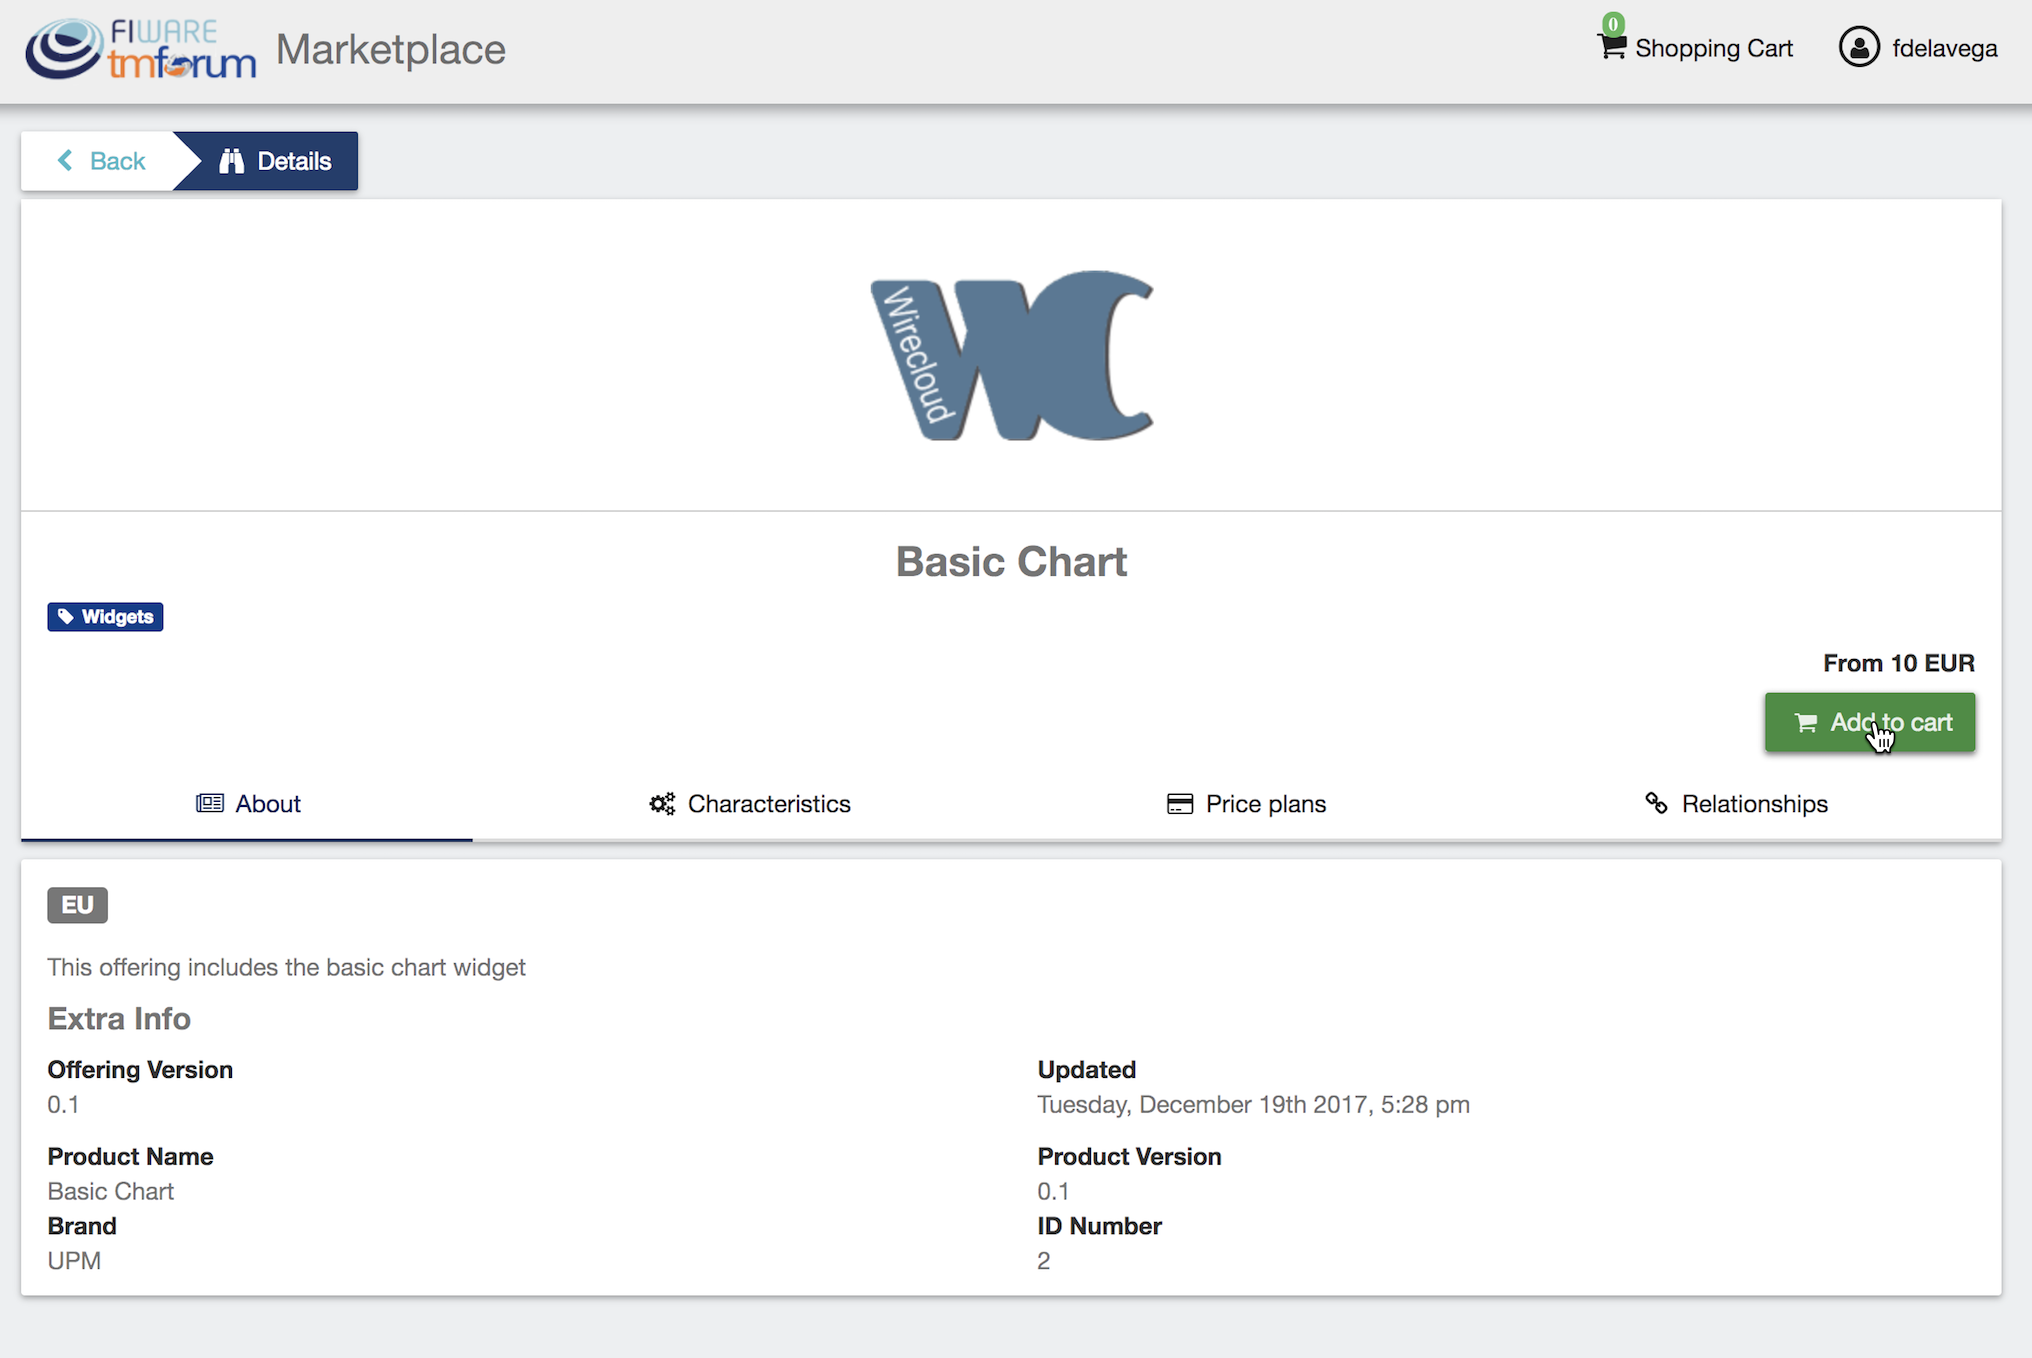 FIWARE
tmforum
Marketplace
0
Shopping Cart
fdelavega
Back
Details
Wirecloud
WC
Basic Chart
Widgets
From 10 EUR
Add to cart
About
Characteristics
Price plans
Relationships
EU
This offering includes the basic chart widget
Extra Info
Offering Version
Updated
0.1
Tuesday, December 19th 2017, 5:28 pm
Product Name
Product Version
Basic Chart
0.1
Brand
ID Number
UPM
2